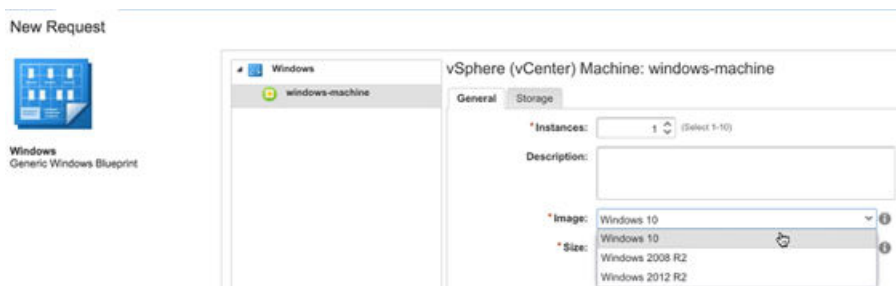 New Request
Windows
Generic Windows Blueprint
Windows
windows-machine
vSphere (vCenter) Machine: windows-machine
General Storage
*Instances: 1 (Select 1-10)
Description:
*Image: Windows 10
*Size:
Windows 10
Windows 2008 R2
Windows 2012 R2